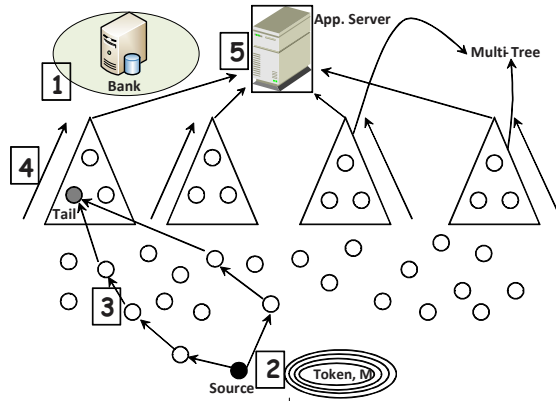 App. Server
5
Multi-Tree
1
Bank
4
Tail
3
2
Token, M
Source